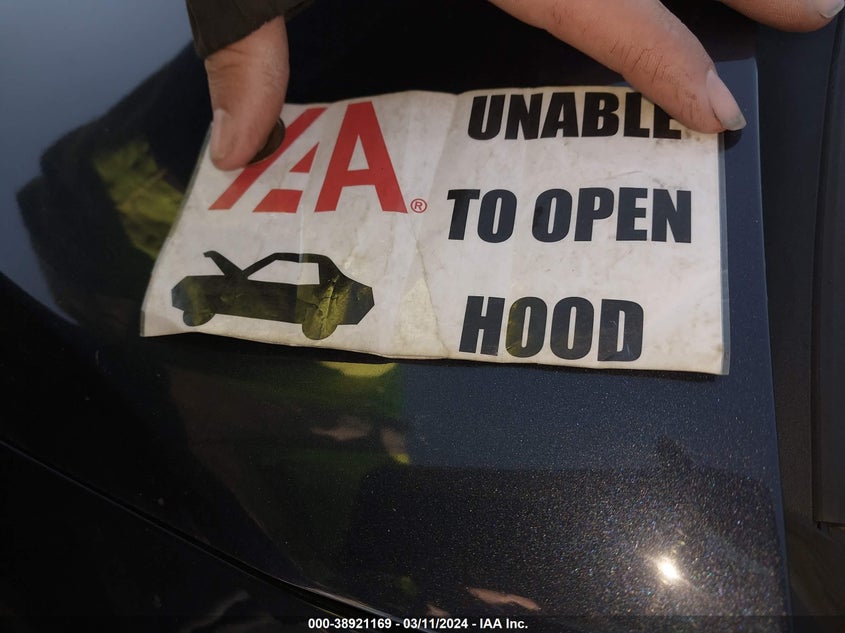 IAA®
UNABLE
TO OPEN
HOOD
000-38921169 - 03/11/2024 - IAA Inc.